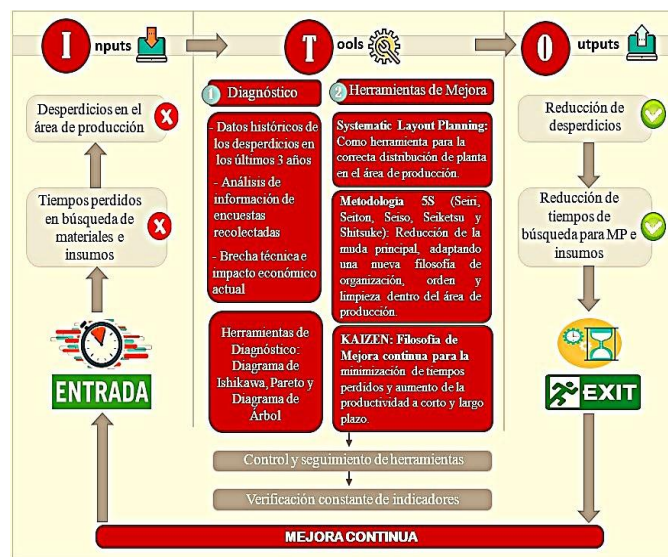 I nputs
T ools
O utputs
Desperdicios en el
área de producción
Tiempos perdidos
en búsqueda de
materiales e
insumos
ENTRADA
1 Diagnóstico
- Datos históricos de
los desperdicios en
los últimos 3 años
- Análisis de
información de
encuestas
recolectadas
- Brecha técnica e
impacto económico
actual
Herramientas de
Diagnóstico:
Diagrama de
Ishikawa, Pareto y
Diagrama de
Árbol
2 Herramientas de Mejora
Systematic Layout Planning:
Como herramienta para la
correcta distribución de planta
en el área de producción.
Metodología 5S (Seiri,
Seiton, Seiso, Seiketsu y
Shitsuke): Reducción de la
muda principal, adaptando
una nueva filosofía de
organización, orden y
limpieza dentro del área de
producción.
KAIZEN: Filosofía de
Mejora continua para la
minimización de tiempos
perdidos y aumento de la
productividad a corto y largo
plazo.
Control y seguimiento de herramientas
Verificación constante de indicadores
Reducción de
desperdicios
Reducción de
tiempos de
búsqueda para MP e
insumos
EXIT
MEJORA CONTINUA